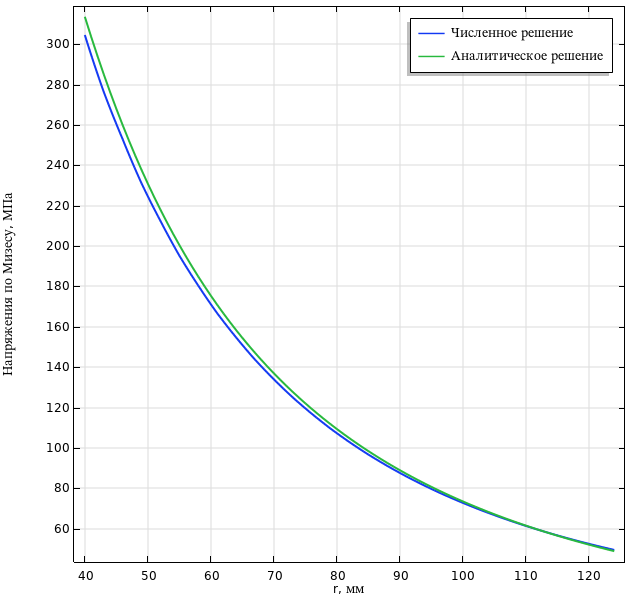 Численное решение
Аналитическое решение
Напряжения по Мизесу, МПа
300
280
260
240
220
200
180
160
140
120
100
80
60
40 50 60 70 80 90 100 110 120
r, мм